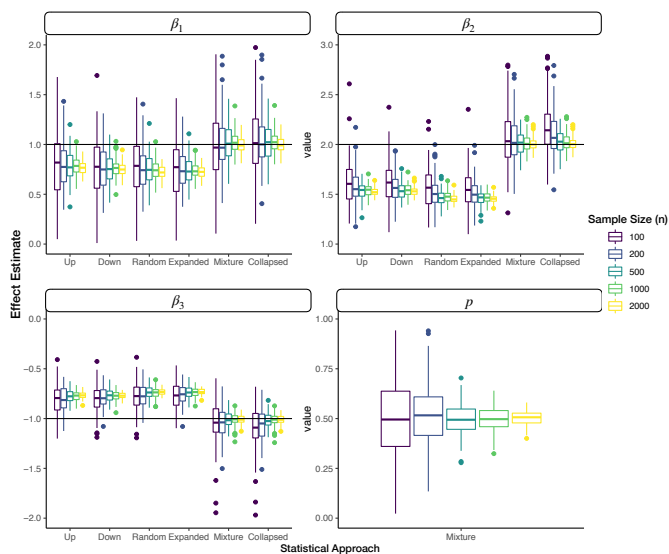 β1
β2
Effect Estimate
2.0
1.5
1.0
0.5
0.0
Up Down Random Expanded Mixture Collapsed
value
3.0
2.5
2.0
1.5
1.0
Up Down Random Expanded Mixture Collapsed
Sample Size (n)
100
200
500
1000
2000
β3
p
0.0
−0.5
−1.0
−1.5
−2.0
Up Down Random Expanded Mixture Collapsed
value
1.00
0.75
0.50
0.25
0.00
Mixture
Statistical Approach